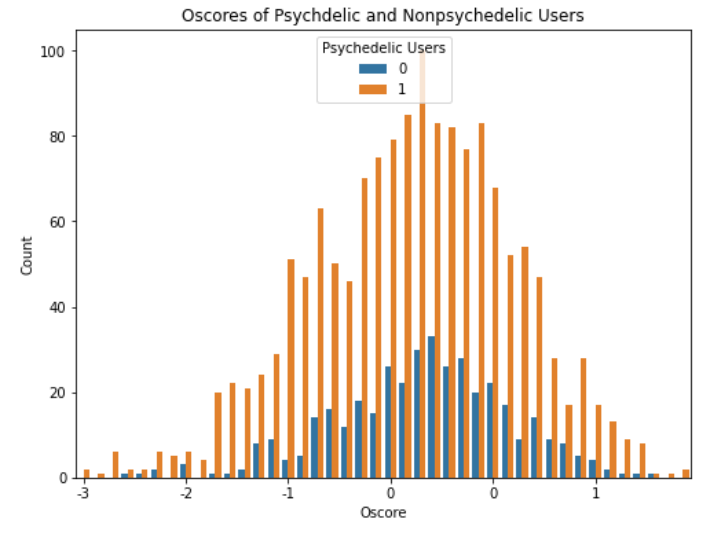 Oscores of Psychdelic and Nonpsychedelic Users
Psychedelic Users
0
1
100
80
60
40
20
0
Count
-3 -2 -1 0 0 1
Oscore